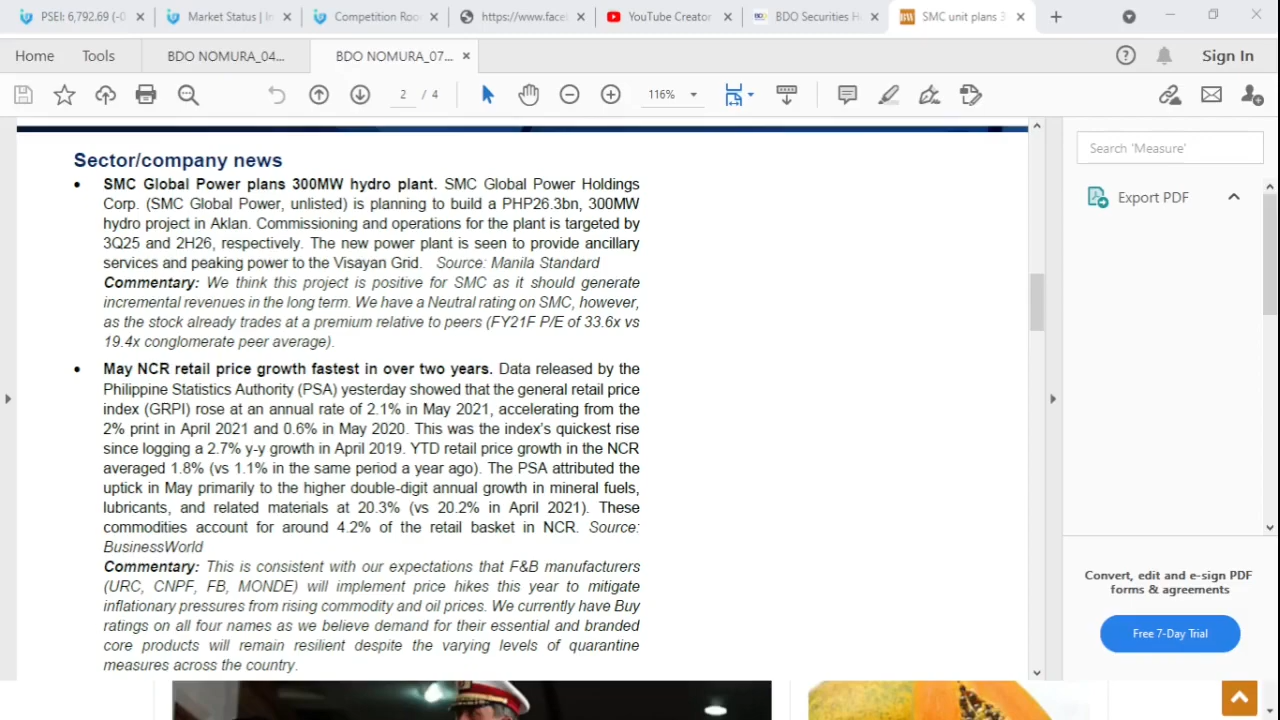 PSEI: 6,792.69 (-0
Market Status | In
Competition Roo
https://www.face
YouTube Creator
BDO Securities H
SMC unit plans 3
Home
Tools
BDO NOMURA_04...
BDO NOMURA_07...
Sign In
2 / 4
116%
Sector/company news
• SMC Global Power plans 300MW hydro plant. SMC Global Power Holdings
Corp. (SMC Global Power, unlisted) is planning to build a PHP26.3bn, 300MW
hydro project in Aklan. Commissioning and operations for the plant is targeted by
3Q25 and 2H26, respectively. The new power plant is seen to provide ancillary
services and peaking power to the Visayan Grid. Source: Manila Standard
Commentary: We think this project is positive for SMC as it should generate
incremental revenues in the long term. We have a Neutral rating on SMC, however,
as the stock already trades at a premium relative to peers (FY21F P/E of 33.6x vs
19.4x conglomerate peer average).
• May NCR retail price growth fastest in over two years. Data released by the
Philippine Statistics Authority (PSA) yesterday showed that the general retail price
index (GRPI) rose at an annual rate of 2.1% in May 2021, accelerating from the
2% print in April 2021 and 0.6% in May 2020. This was the index's quickest rise
since logging a 2.7% y-y growth in April 2019. YTD retail price growth in the NCR
averaged 1.8% (vs 1.1% in the same period a year ago). The PSA attributed the
uptick in May primarily to the higher double-digit annual growth in mineral fuels,
lubricants, and related materials at 20.3% (vs 20.2% in April 2021). These
commodities account for around 4.2% of the retail basket in NCR. Source:
BusinessWorld
Commentary: This is consistent with our expectations that F&B manufacturers
(URC, CNPF, FB, MONDE) will implement price hikes this year to mitigate
inflationary pressures from rising commodity and oil prices. We currently have Buy
ratings on all four names as we believe demand for their essential and branded
core products will remain resilient despite the varying levels of quarantine
measures across the country.
Search 'Measure'
Export PDF
Convert, edit and e-sign PDF
forms & agreements
Free 7-Day Trial